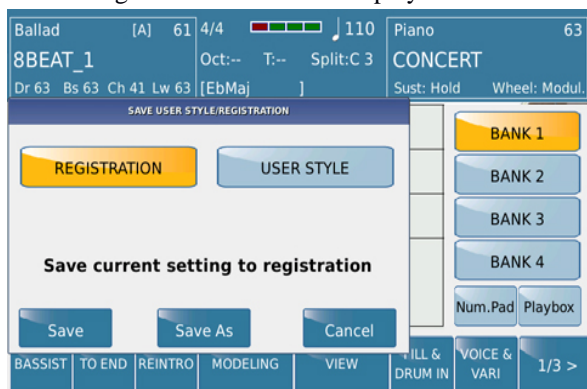 Ballad [A] 61 4/4 110 Piano 63
8BEAT_1 Oct:-- T:-- Split:C 3 CONCERT
Dr 63 Bs 63 Ch 41 Lw 63 [EbMaj ] Sust: Hold Wheel: Modul.
SAVE USER STYLE/REGISTRATION
REGISTRATION USER STYLE
Save current setting to registration
Save Save As Cancel
BANK 1
BANK 2
BANK 3
BANK 4
Num.Pad Playbox
BASSIST TO END REINTRO MODELING VIEW FILL & DRUM IN VOICE & VARI 1/3 >